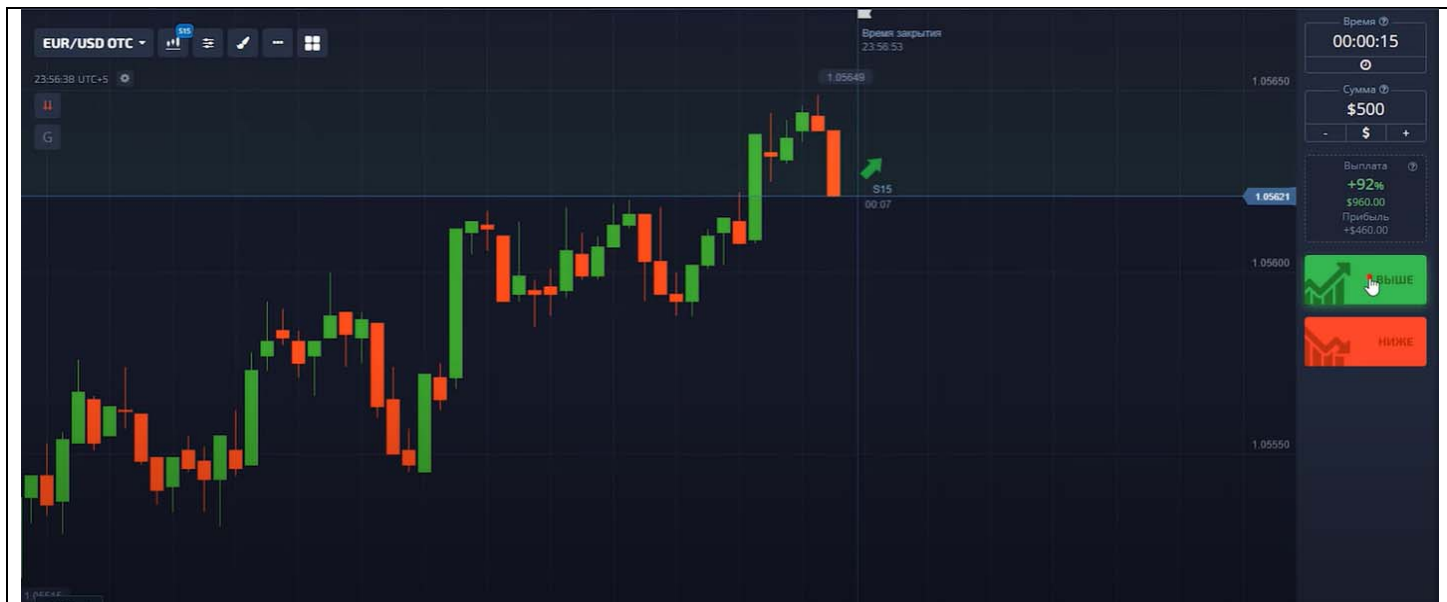 EUR/USD OTC
S15
23:56:38 UTC+5
G
Время закрытия
23:56:53
1.05649
1.05650
S15
00:07
1.05621
1.05600
1.05550
Время
00:00:15
Сумма
$500
- $ +
Выплата
+92%
$960.00
Прибыль
+$460.00
ВЫШЕ
НИЖЕ